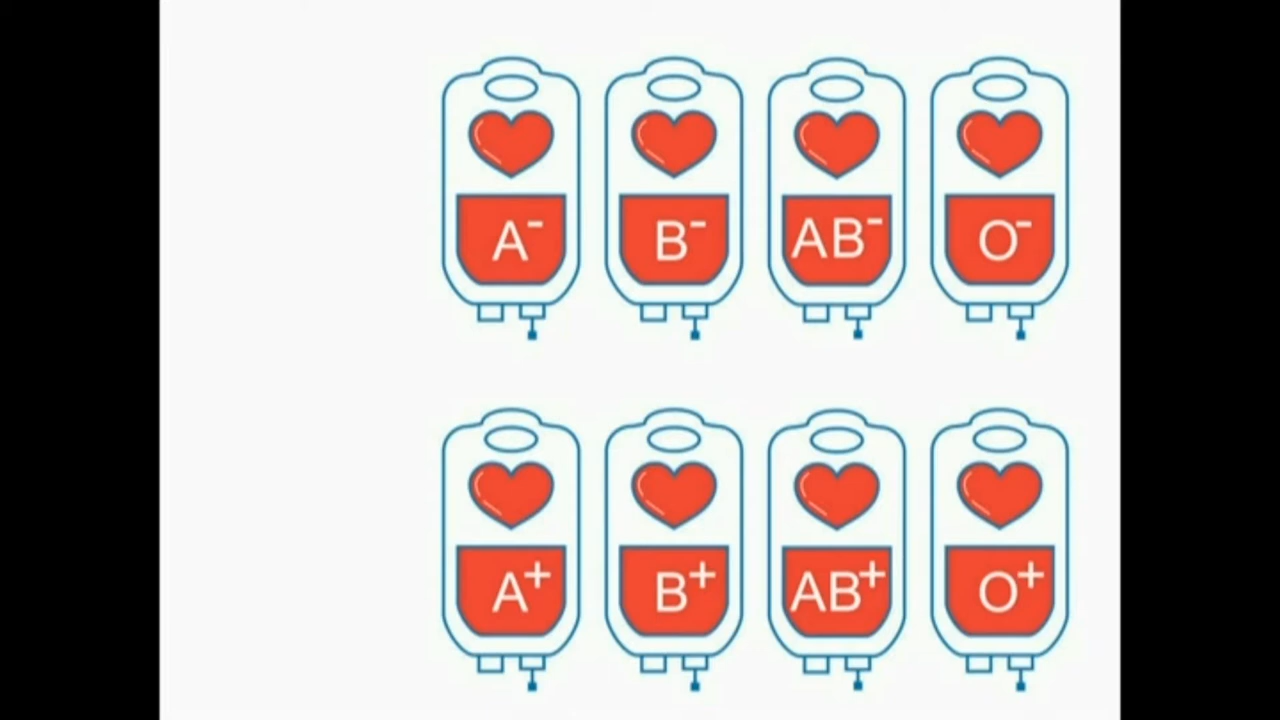 A- B- AB- O-
A+ B+ AB+ O+